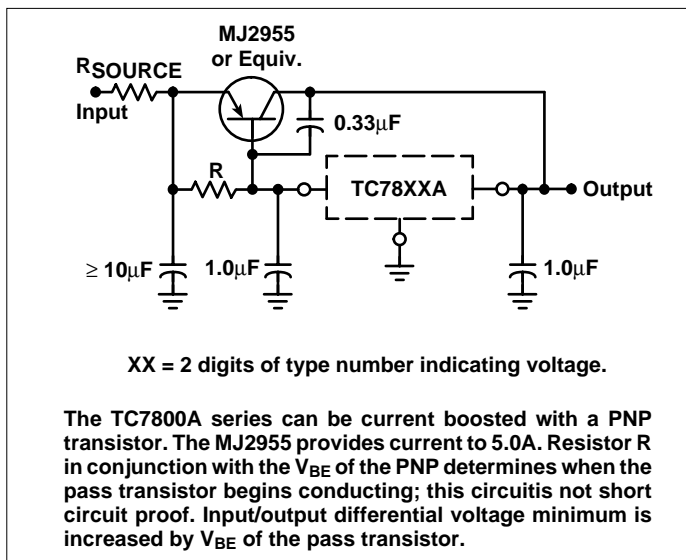 MJ2955
or Equiv.
RSOURCE
Input
0.33µF
R
TC78XXA
Output
≥ 10µF
1.0µF
1.0µF
XX = 2 digits of type number indicating voltage.
The TC7800A series can be current boosted with a PNP
transistor. The MJ2955 provides current to 5.0A. Resistor R
in conjunction with the VBE of the PNP determines when the
pass transistor begins conducting; this circuitis not short
circuit proof. Input/output differential voltage minimum is
increased by VBE of the pass transistor.